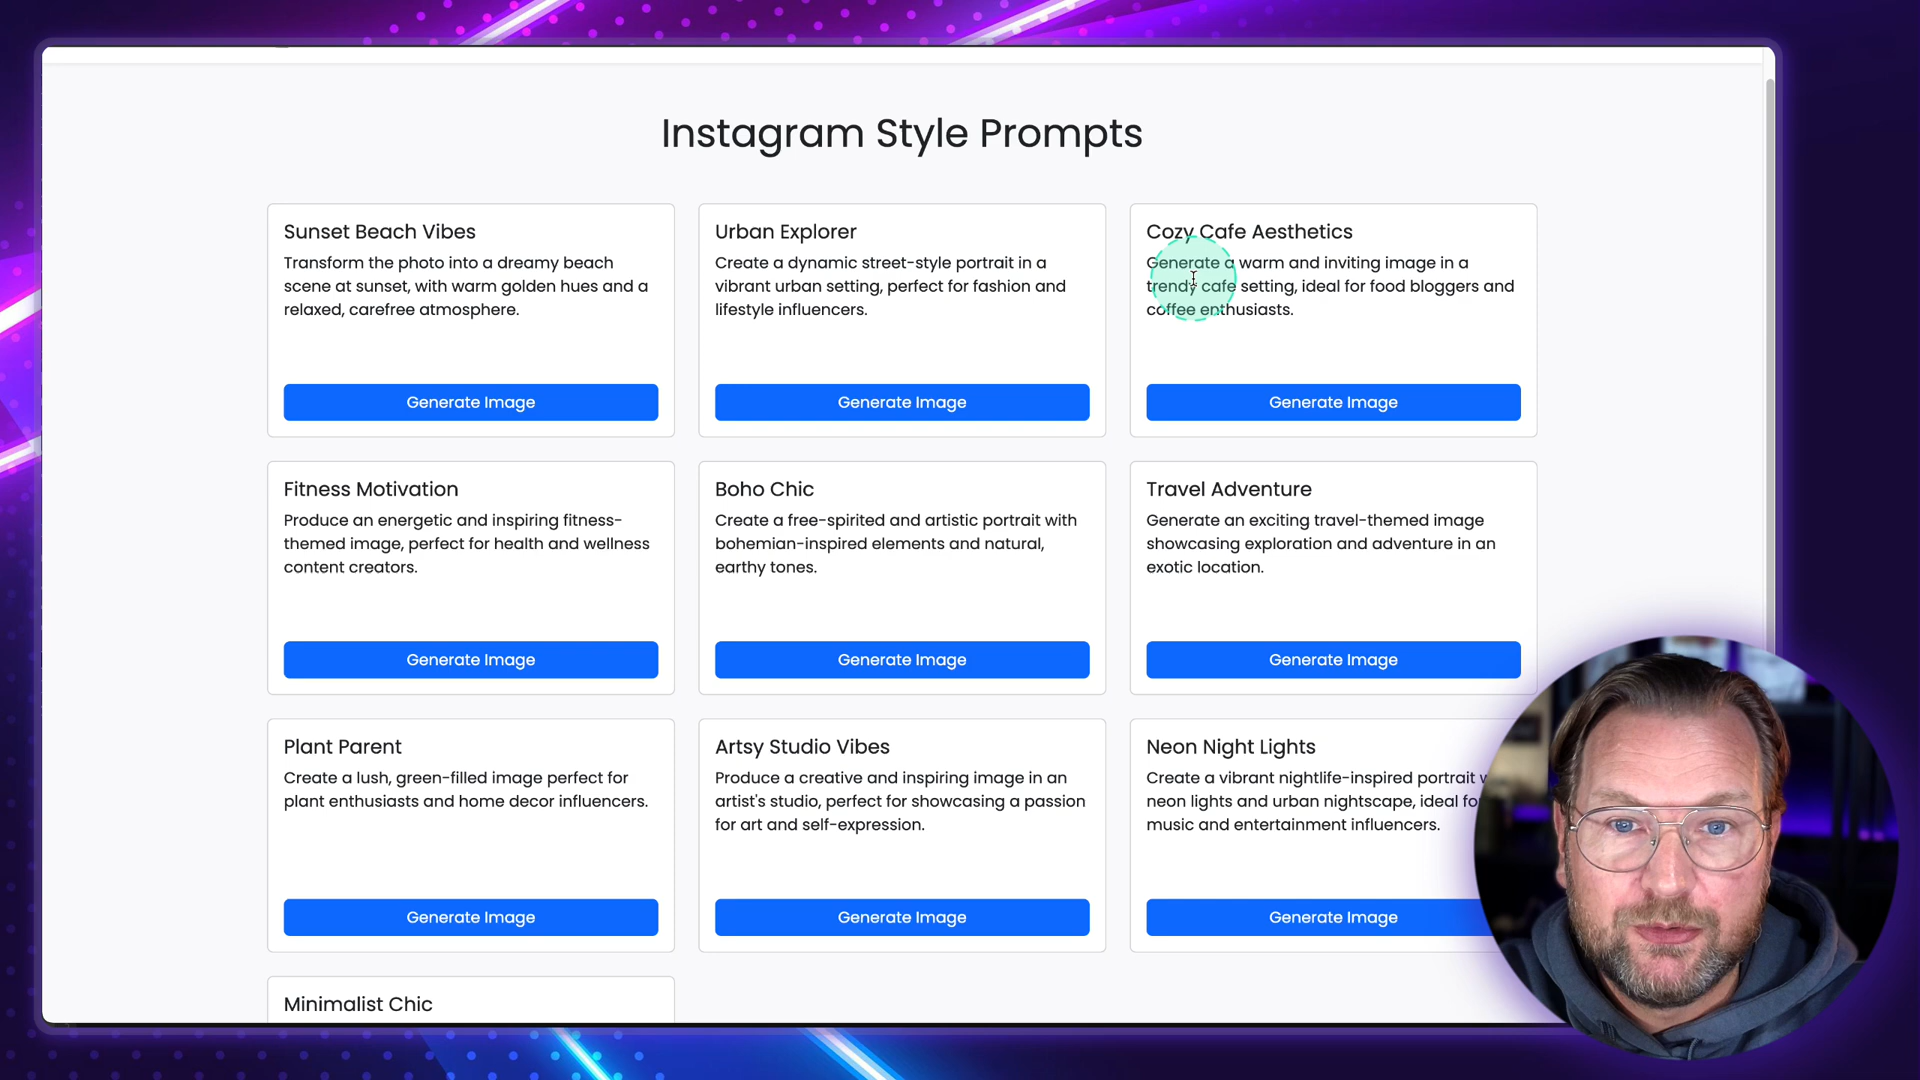 Instagram Style Prompts
Sunset Beach Vibes
Transform the photo into a dreamy beach
scene at sunset, with warm golden hues and a
relaxed, carefree atmosphere.
Generate Image
Urban Explorer
Create a dynamic street-style portrait in a
vibrant urban setting, perfect for fashion and
lifestyle influencers.
Generate Image
Cozy Cafe Aesthetics
Generate a warm and inviting image in a
trendy cafe setting, ideal for food bloggers and
coffee enthusiasts.
Generate Image
Fitness Motivation
Produce an energetic and inspiring fitness-
themed image, perfect for health and wellness
content creators.
Generate Image
Boho Chic
Create a free-spirited and artistic portrait with
bohemian-inspired elements and natural,
earthy tones.
Generate Image
Travel Adventure
Generate an exciting travel-themed image
showcasing exploration and adventure in an
exotic location.
Generate Image
Plant Parent
Create a lush, green-filled image perfect for
plant enthusiasts and home decor influencers.
Generate Image
Artsy Studio Vibes
Produce a creative and inspiring image in an
artist's studio, perfect for showcasing a passion
for art and self-expression.
Generate Image
Neon Night Lights
Create a vibrant nightlife-inspired portrait
neon lights and urban nightscape, ideal
music and entertainment influencers.
Generate Image
Minimalist Chic